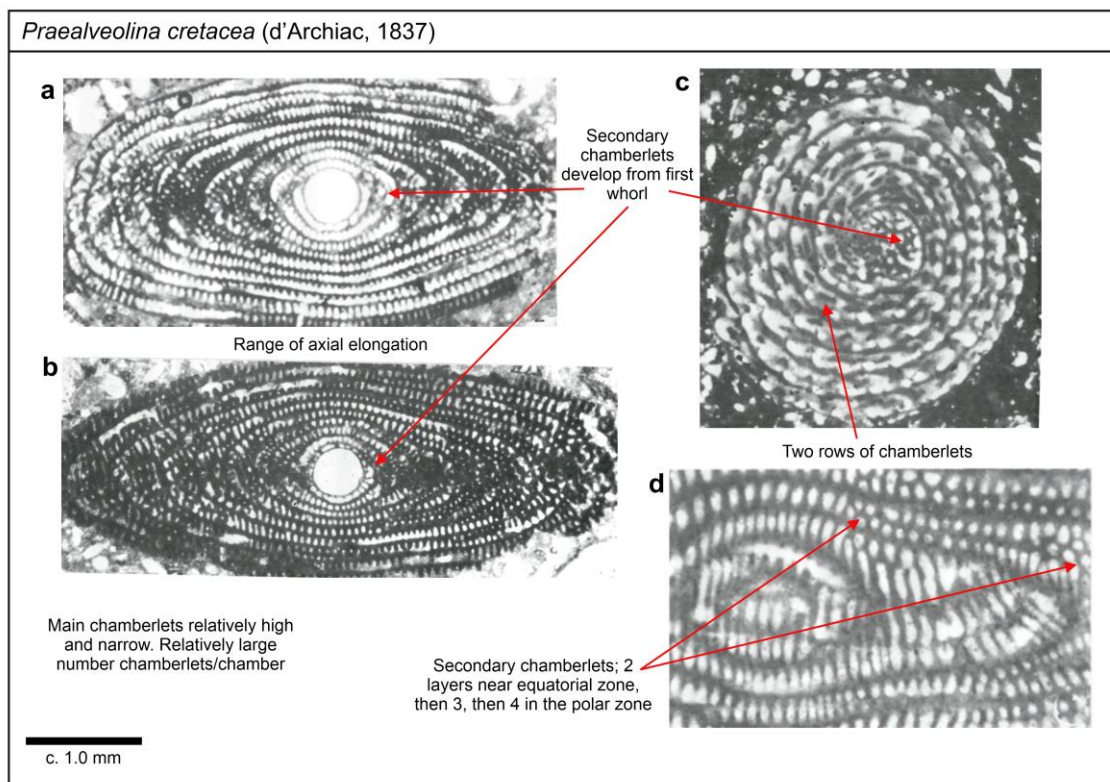 Praealveolina cretacea (d'Archiac, 1837)
a
c
Secondary
chamberlets
develop from first
whorl
Range of axial elongation
b
Two rows of chamberlets
d
Main chamberlets relatively high
and narrow. Relatively large
number chamberlets/chamber
Secondary chamberlets; 2
layers near equatorial zone,
then 3, then 4 in the polar zone
c. 1.0 mm